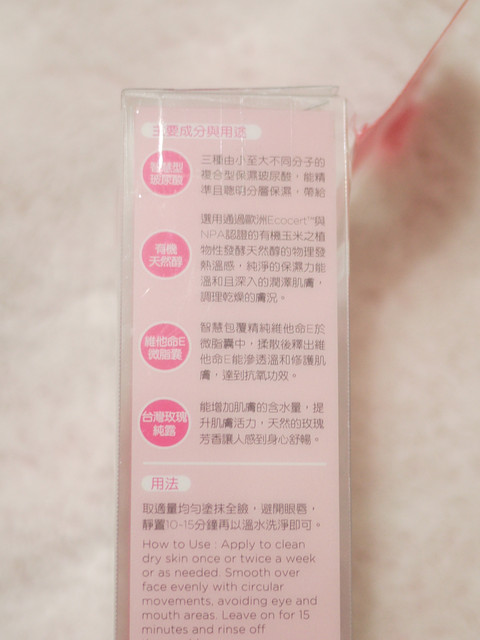 主要成分與用途
智慧型
玻尿酸
三種由小至大不同分子的
複合型保濕玻尿酸，能精
準且聰明分層保濕，帶給
有機
天然醇
選用通過歐洲Ecocert™與
NPA認證的有機玉米之植
物性發酵天然醇的物理發
熱溫感，純淨的保濕力能
溫和且深入的潤澤肌膚，
調理乾燥的膚況。
維他命E
微脂囊
智慧包覆精純維他命E於
微脂囊中，揉散後釋出維
他命E能滲透溫和修護肌
膚，達到抗氧功效。
台灣玫瑰
純露
能增加肌膚的含水量，提
升肌膚活力，天然的玫瑰
芳香讓人感到身心舒暢。
用法
取適量均勻塗抹全臉，避開眼唇，
靜置10-15分鐘再以溫水洗淨即可。
How to Use : Apply to clean
dry skin once or twice a week
or as needed. Smooth over
face evenly with circular
movements, avoiding eye and
mouth areas. Leave on for 15
minutes and rinse off